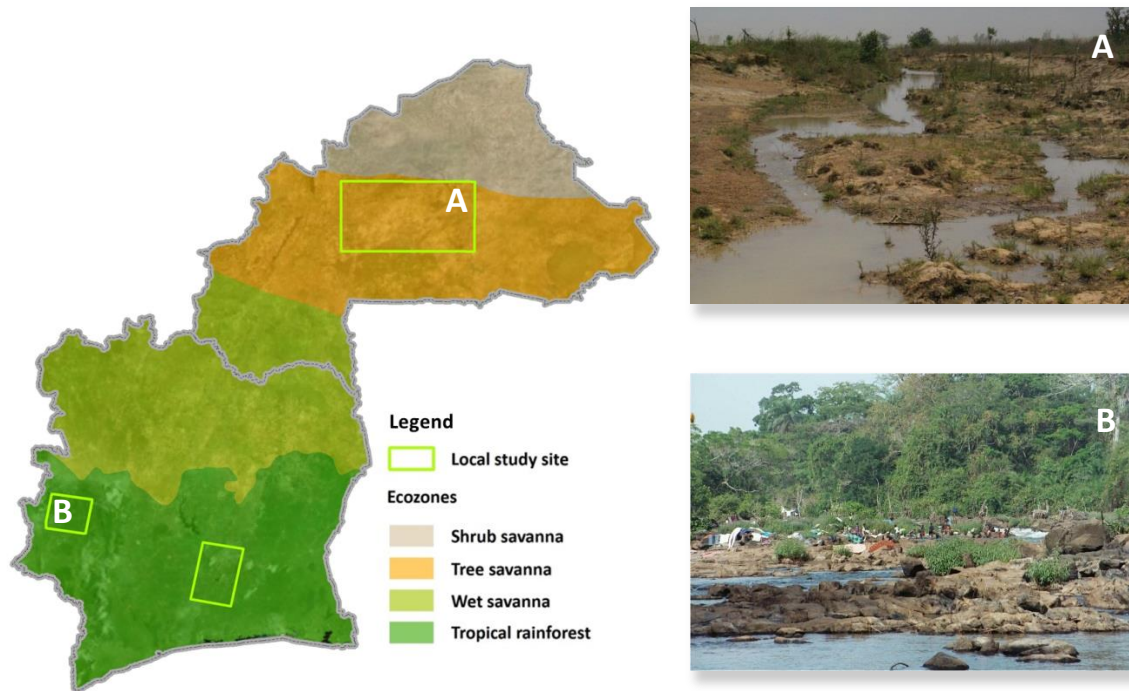 A
B
Legend
Local study site
Ecozones
Shrub savanna
Tree savanna
Wet savanna
Tropical rainforest
A
B